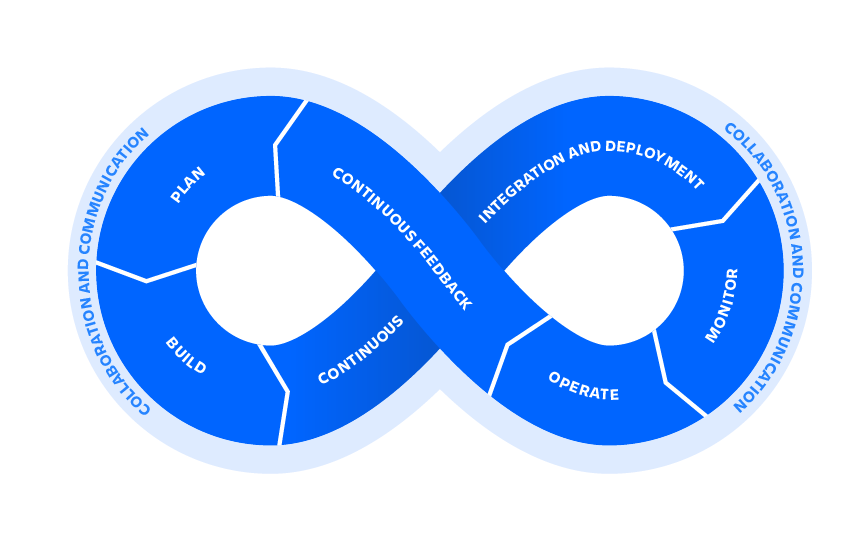 COLLABORATION AND COMMUNICATION
PLAN
BUILD
CONTINUOUS
INTEGRATION AND DEPLOYMENT
MONITOR
OPERATE
CONTINUOUS FEEDBACK
COLLABORATION AND COMMUNICATION